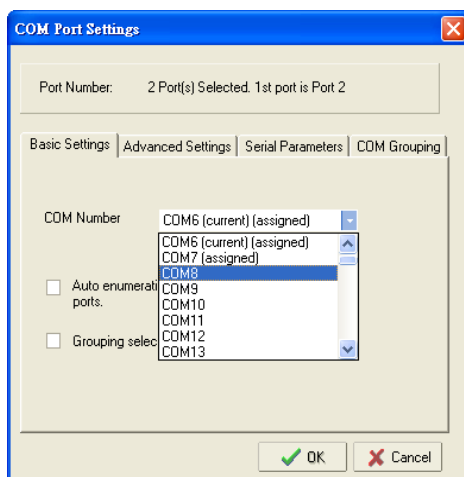 COM Port Settings
Port Number: 2 Port(s) Selected. 1st port is Port 2
Basic Settings Advanced Settings Serial Parameters COM Grouping
COM Number COM6 (current) (assigned)
COM6 (current) (assigned)
COM7 (assigned)
COM8
COM9
COM10
COM11
COM12
COM13
Auto enumerati
ports.
Grouping selec
OK Cancel